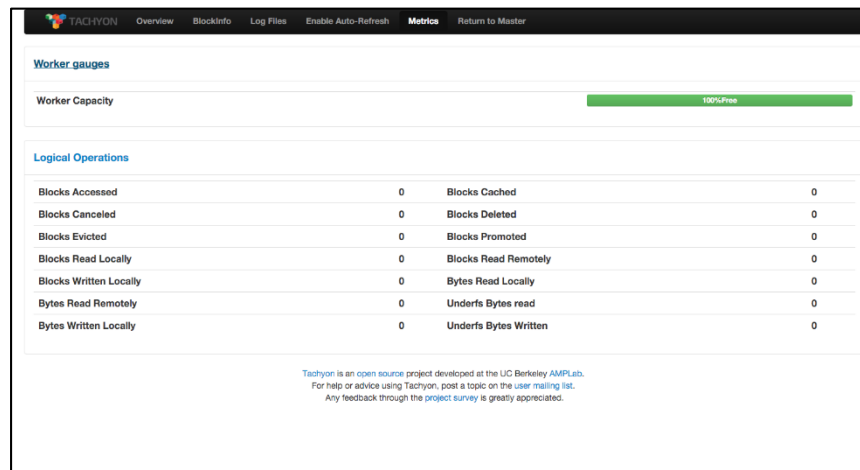 TACHYON Overview BlockInfo Log Files Enable Auto-Refresh Metrics Return to Master
Worker gauges
Worker Capacity 100%Free
Logical Operations
Blocks Accessed 0 Blocks Cached 0
Blocks Canceled 0 Blocks Deleted 0
Blocks Evicted 0 Blocks Promoted 0
Blocks Read Locally 0 Blocks Read Remotely 0
Blocks Written Locally 0 Bytes Read Locally 0
Bytes Read Remotely 0 Underfs Bytes read 0
Bytes Written Locally 0 Underfs Bytes Written 0
Tachyon is an open source project developed at the UC Berkeley AMPLab.
For help or advice using Tachyon, post a topic on the user mailing list.
Any feedback through the project survey is greatly appreciated.